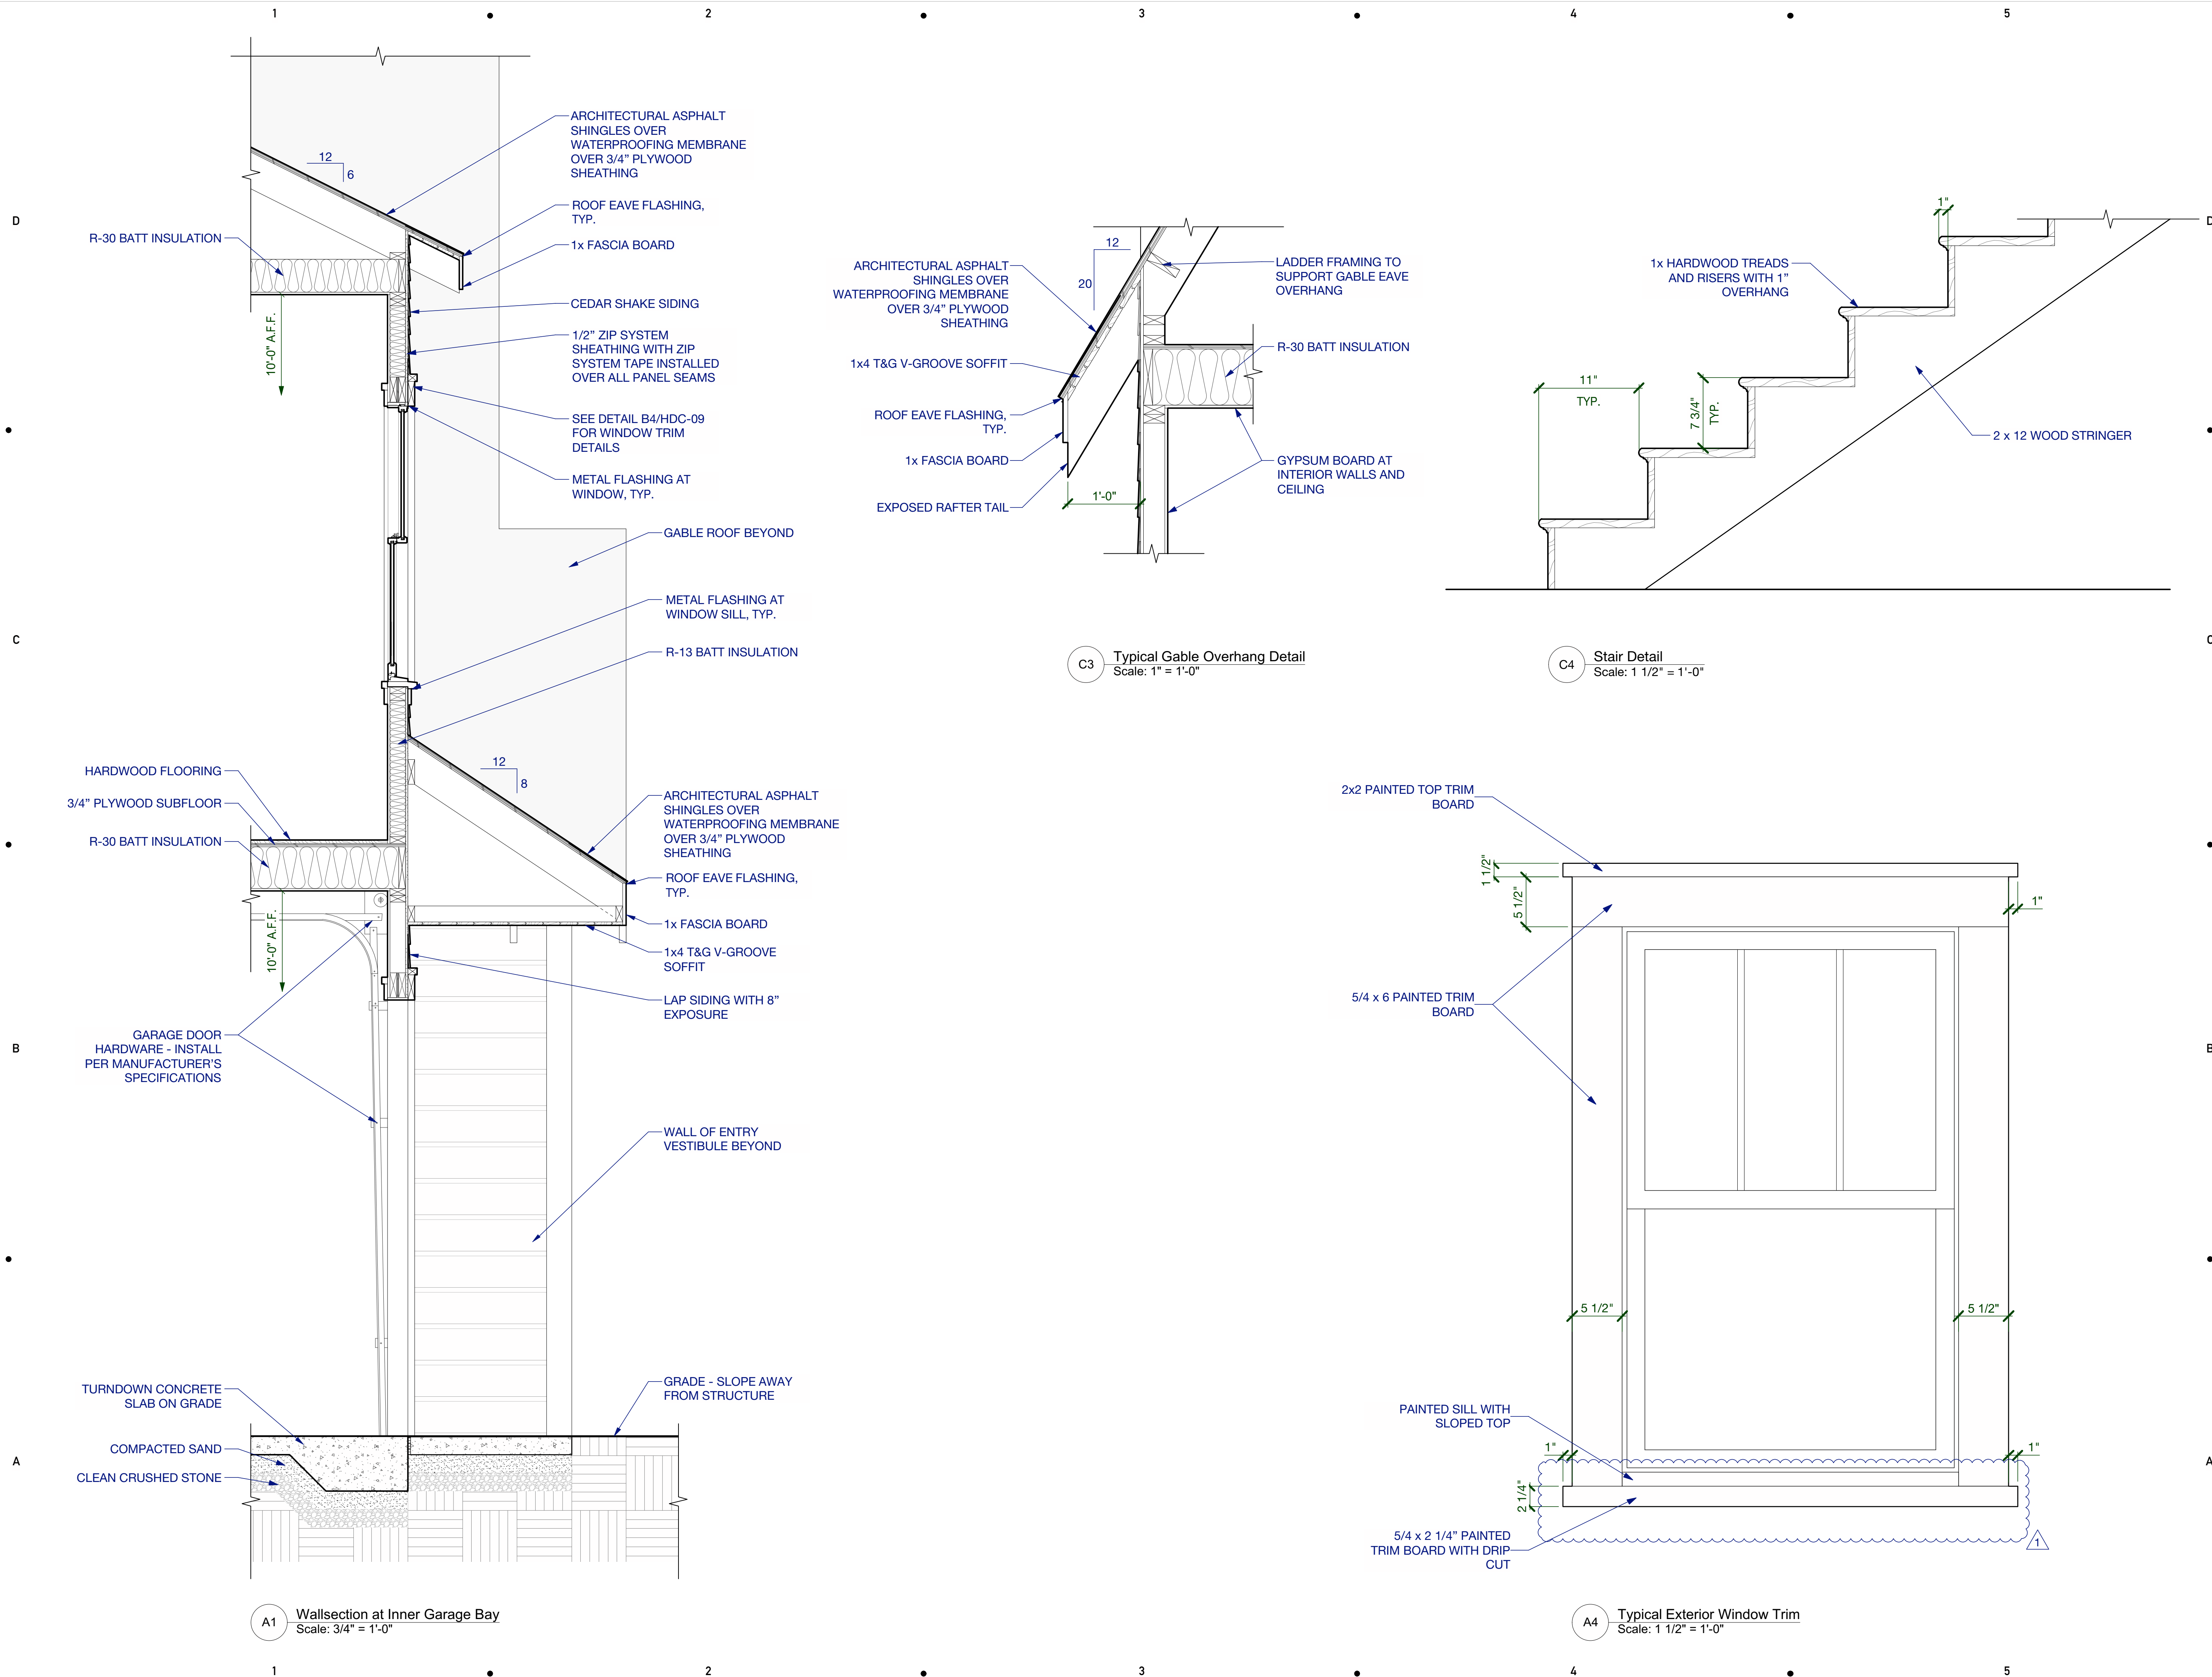 1
2
3
4
5
D
D
C
C
B
B
A
A
12
6
ARCHITECTURAL ASPHALT
SHINGLES OVER
WATERPROOFING MEMBRANE
OVER 3/4” PLYWOOD
SHEATHING
ROOF EAVE FLASHING,
TYP.
1x FASCIA BOARD
R-30 BATT INSULATION
10'-0" A.F.F.
CEDAR SHAKE SIDING
1/2” ZIP SYSTEM
SHEATHING WITH ZIP
SYSTEM TAPE INSTALLED
OVER ALL PANEL SEAMS
SEE DETAIL B4/HDC-09
FOR WINDOW TRIM
DETAILS
METAL FLASHING AT
WINDOW, TYP.
GABLE ROOF BEYOND
METAL FLASHING AT
WINDOW SILL, TYP.
R-13 BATT INSULATION
12
8
HARDWOOD FLOORING
3/4” PLYWOOD SUBFLOOR
R-30 BATT INSULATION
10'-0" A.F.F.
ARCHITECTURAL ASPHALT
SHINGLES OVER
WATERPROOFING MEMBRANE
OVER 3/4” PLYWOOD
SHEATHING
ROOF EAVE FLASHING,
TYP.
1x FASCIA BOARD
1x4 T&G V-GROOVE
SOFFIT
LAP SIDING WITH 8”
EXPOSURE
GARAGE DOOR
HARDWARE - INSTALL
PER MANUFACTURER’S
SPECIFICATIONS
WALL OF ENTRY
VESTIBULE BEYOND
GRADE - SLOPE AWAY
FROM STRUCTURE
TURNDOWN CONCRETE
SLAB ON GRADE
COMPACTED SAND
CLEAN CRUSHED STONE
A1
Wallsection at Inner Garage Bay
Scale: 3/4" = 1'-0"
12
20
ARCHITECTURAL ASPHALT
SHINGLES OVER
WATERPROOFING MEMBRANE
OVER 3/4” PLYWOOD
SHEATHING
1x4 T&G V-GROOVE SOFFIT
ROOF EAVE FLASHING,
TYP.
1x FASCIA BOARD
EXPOSED RAFTER TAIL
1'-0"
LADDER FRAMING TO
SUPPORT GABLE EAVE
OVERHANG
R-30 BATT INSULATION
GYPSUM BOARD AT
INTERIOR WALLS AND
CEILING
C3
Typical Gable Overhang Detail
Scale: 1" = 1'-0"
1"
1x HARDWOOD TREADS
AND RISERS WITH 1”
OVERHANG
11"
TYP.
7 3/4"
TYP.
2 x 12 WOOD STRINGER
C4
Stair Detail
Scale: 1 1/2" = 1'-0"
2x2 PAINTED TOP TRIM
BOARD
1 1/2"
5 1/2"
1"
5/4 x 6 PAINTED TRIM
BOARD
5 1/2"
5 1/2"
PAINTED SILL WITH
SLOPED TOP
1"
1"
2 1/4"
5/4 x 2 1/4” PAINTED
TRIM BOARD WITH DRIP
CUT
1
A4
Typical Exterior Window Trim
Scale: 1 1/2" = 1'-0"
1
2
3
4
5